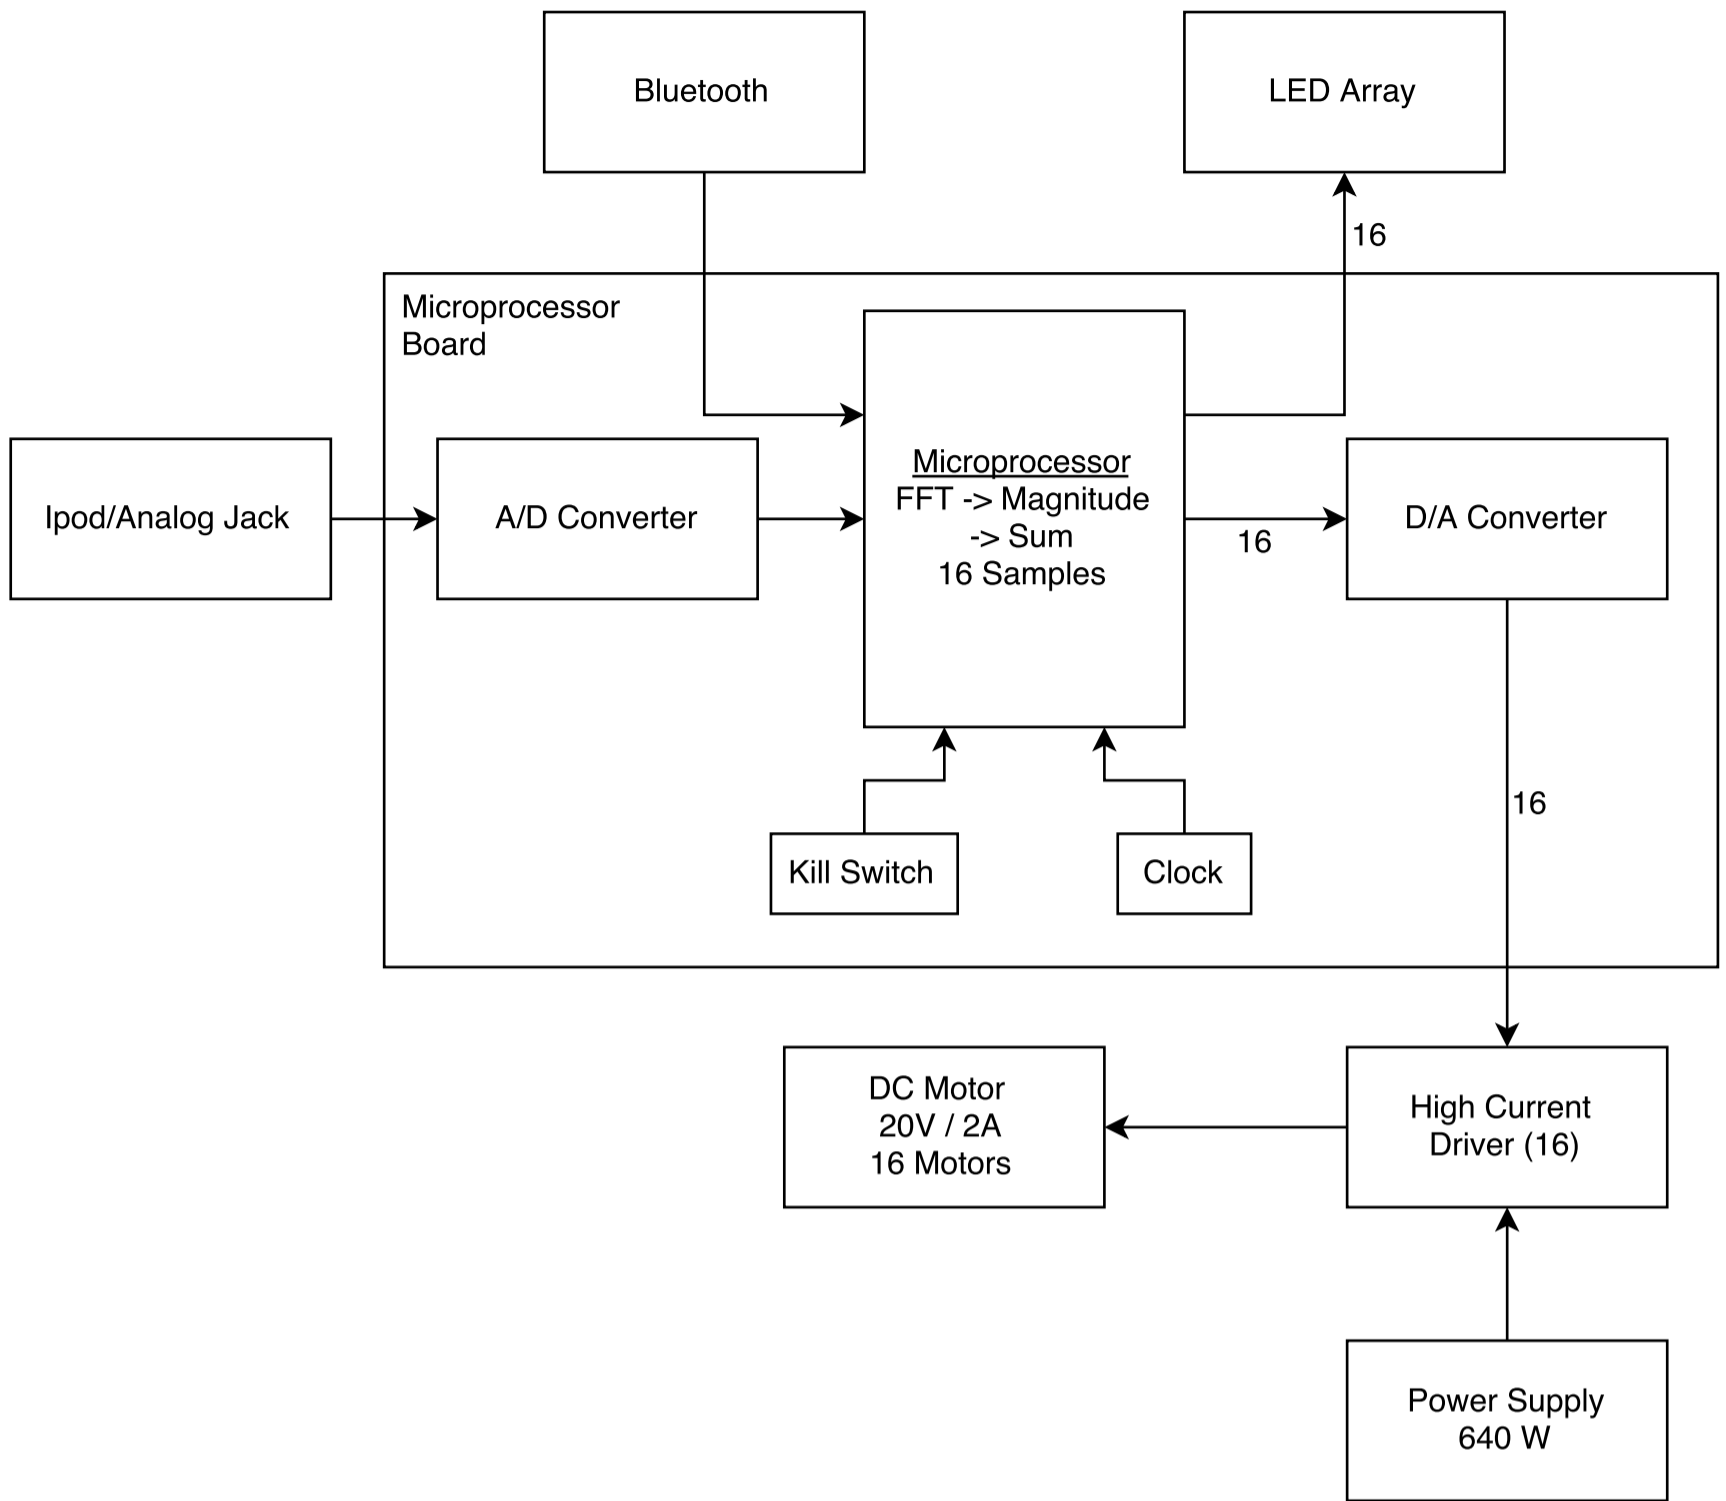 Bluetooth
LED Array
16
Microprocessor
Board
Ipod/Analog Jack
A/D Converter
Microprocessor
FFT -> Magnitude
-> Sum
16 Samples
16
D/A Converter
16
Kill Switch
Clock
DC Motor
20V / 2A
16 Motors
High Current
Driver (16)
Power Supply
640 W